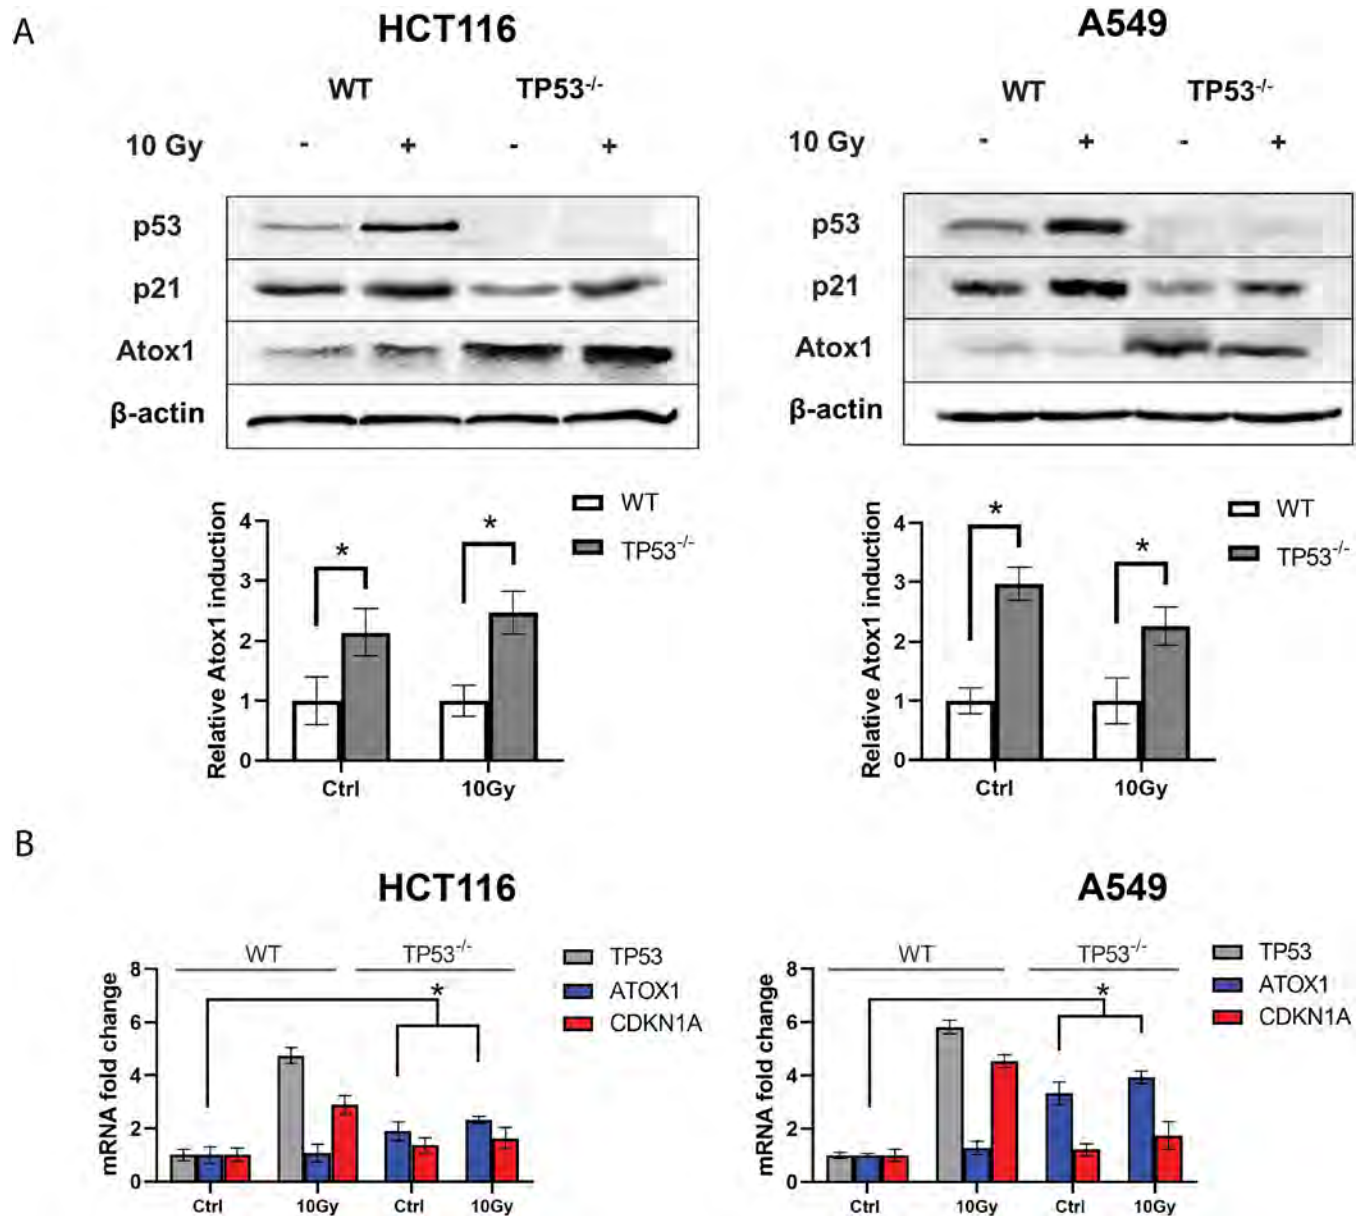 A
HCT116
A549
WT TP53-/-
WT TP53-/-
10 Gy - + - +
10 Gy - + - +
p53
p53
p21
p21
Atox1
Atox1
β-actin
β-actin
WT
TP53-/-
WT
TP53-/-
Relative Atox1 induction
4
3
2
1
0
* *
Ctrl 10Gy
Relative Atox1 induction
4
3
2
1
0
* *
Ctrl 10Gy
B
HCT116
A549
WT TP53-/-
TP53
ATOX1
CDKN1A
mRNA fold change
8
6
4
2
0
*
Ctrl 10Gy Ctrl 10Gy
WT TP53-/-
TP53
ATOX1
CDKN1A
mRNA fold change
8
6
4
2
0
*
Ctrl 10Gy Ctrl 10Gy